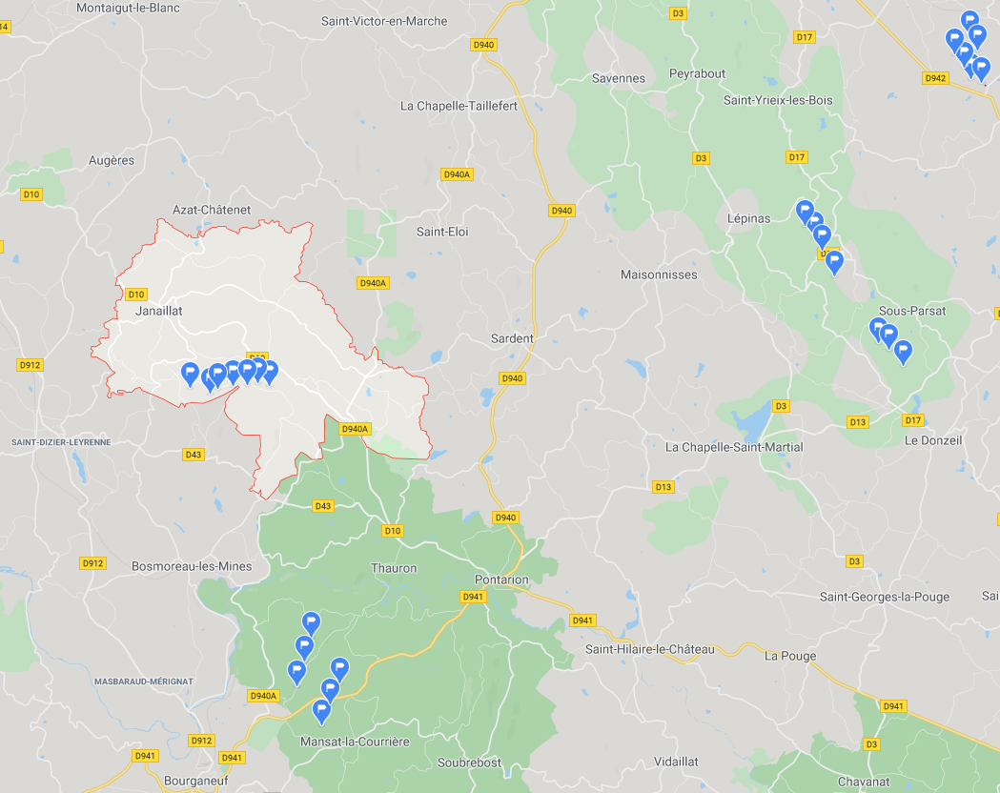 Montaigut-le-Blanc
Saint-Victor-en-Marche
D3
14
D17
D940
D942
Savennes
Peyrabout
La Chapelle-Taillefert
Saint-Yrieix-les-Bois
Augères
D3
D17
D940A
D10
Azat-Châtenet
D940
Lépinas
Saint-Eloi
Maisonnisses
D940A
D10
Janaillat
Sous-Parsat
Sardent
D912
D940
D3
D13
D17
D940A
SAINT-DIZIER-LEYRENNE
La Chapelle-Saint-Martial
Le Donzeil
D43
D13
D43
D940
D10
D912
Bosmoreau-les-Mines
Thauron
D3
Pontarion
D941
Saint-Georges-la-Pouge
Sai
D941
Saint-Hilaire-le-Château
La Pouge
MASBARAUD-MÉRIGNAT
D940A
D941
D912
Mansat-la-Courrière
D3
D941
D941
Soubrebost
Vidaillat
Bourganeuf
Chavanat